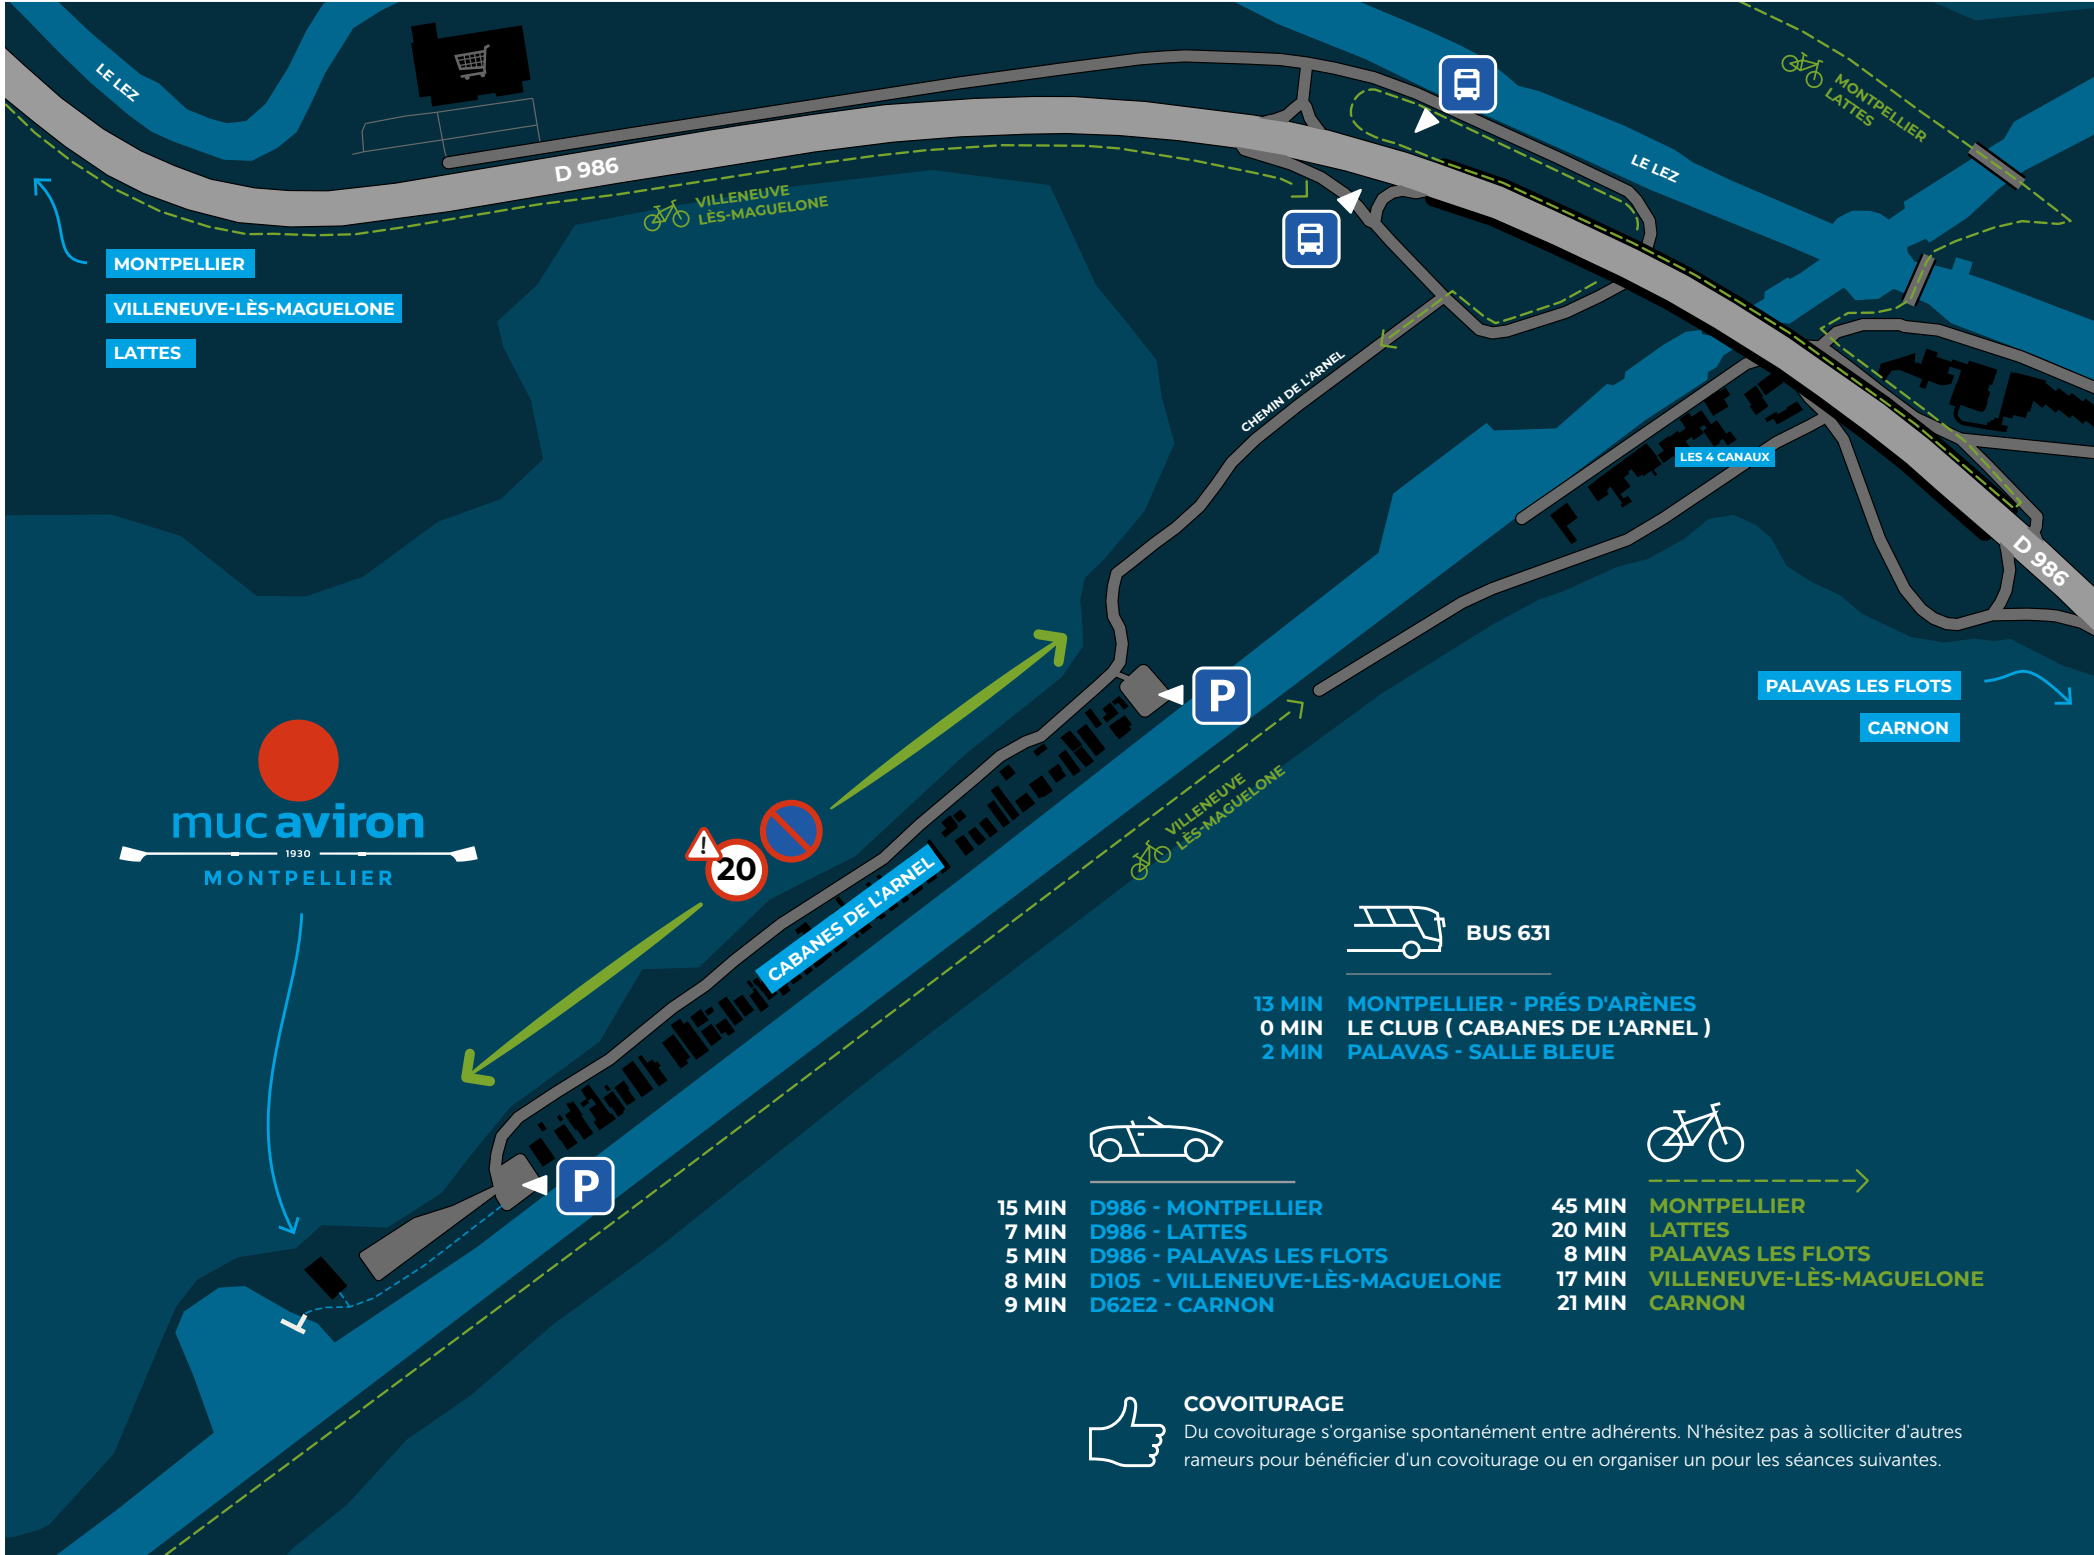 LE LEZ
D 986
VILLENEUVE
LÈS-MAGUELONE
MONTPELLIER
LATTES
LE LEZ
MONTPELLIER
VILLENEUVE-LÈS-MAGUELONE
LATTES
CHEMIN DE L'ARNEL
LES 4 CANAUX
D 986
PALAVAS LES FLOTS
CARNON
P
muc aviron
1930
MONTPELLIER
!
20
CABANES DE L'ARNEL
VILLENEUVE
LÈS-MAGUELONE
P
BUS 631
13 MIN MONTPELLIER - PRÉS D'ARÈNES
0 MIN LE CLUB ( CABANES DE L’ARNEL )
2 MIN PALAVAS - SALLE BLEUE
15 MIN D986 - MONTPELLIER
7 MIN D986 - LATTES
5 MIN D986 - PALAVAS LES FLOTS
8 MIN D105 - VILLENEUVE-LÈS-MAGUELONE
9 MIN D62E2 - CARNON
45 MIN MONTPELLIER
20 MIN LATTES
8 MIN PALAVAS LES FLOTS
17 MIN VILLENEUVE-LÈS-MAGUELONE
21 MIN CARNON
COVOITURAGE
Du covoiturage s'organise spontanément entre adhérents. N'hésitez pas à solliciter d'autres
rameurs pour bénéficier d'un covoiturage ou en organiser un pour les séances suivantes.